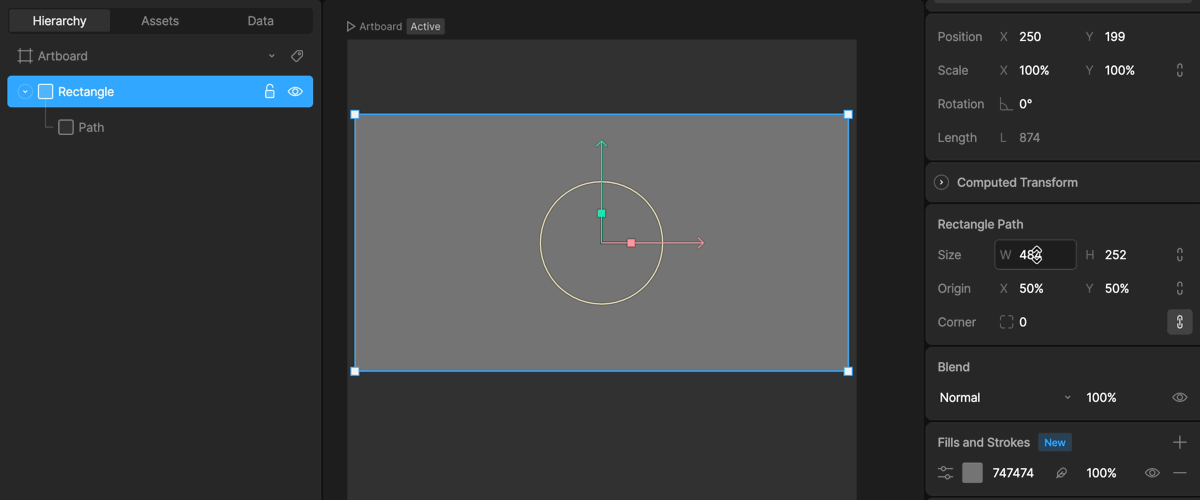 Hierarchy Assets Data
Artboard
Rectangle
Path
Artboard Active
Position X 250 Y 199
Scale X 100% Y 100%
Rotation 0°
Length L 874
Computed Transform
Rectangle Path
Size W H 252
Origin X 50% Y 50%
Corner 0
Blend
Normal 100%
Fills and Strokes New
747474 100%